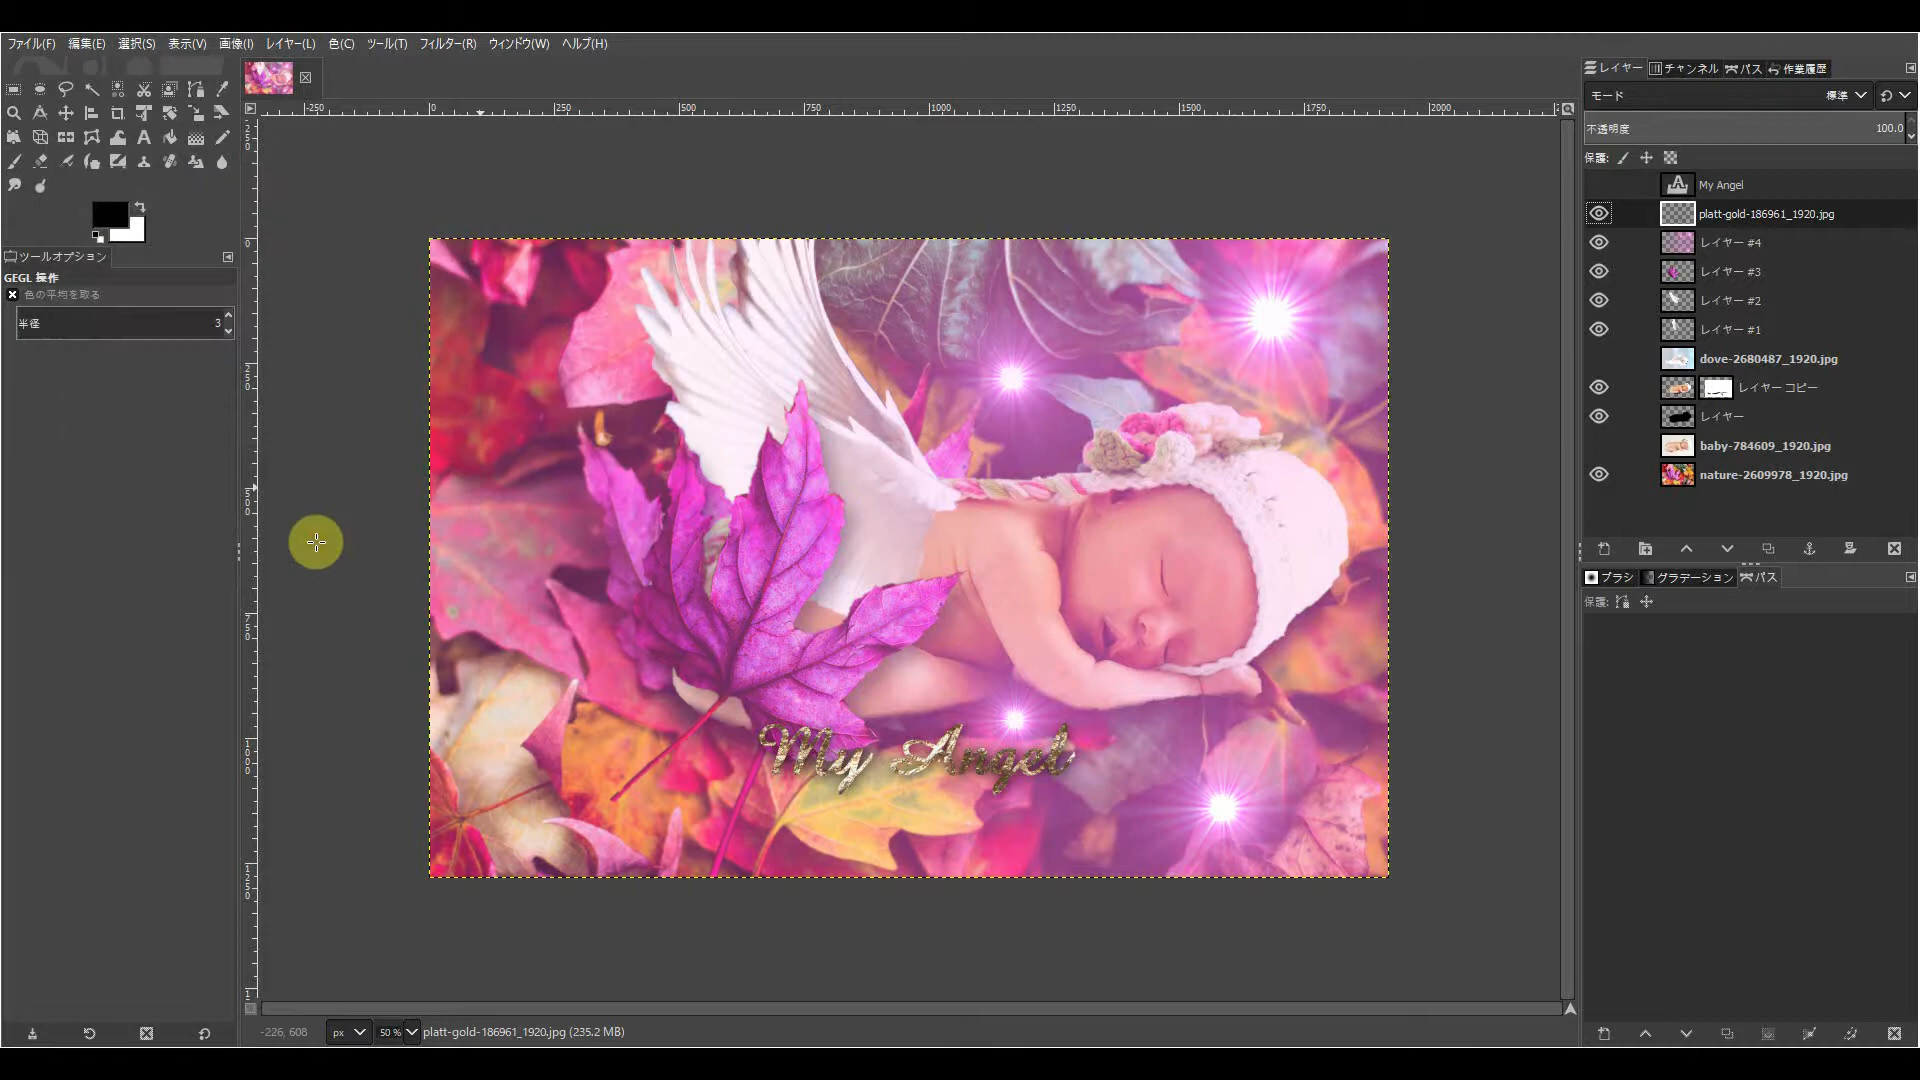 ファイル(F) 編集(E) 選択(S) 表示(V) 画像(I) レイヤー(L) 色(C) ツール(T) フィルター(R) ウィンドウ(W) ヘルプ(H)
ツールオプション
GEGL 操作
色の平均を取る
半径 3
-250 0 250 500 750 1000 1250 1500 1750 2000
250
0
250
500
750
1000
1250
My Angel
-226, 608 px 50 % platt-gold-186961_1920.jpg (235.2 MB)
レイヤー チャンネル パス 作業履歴
モード 標準
不透明度 100.0
保護:
My Angel
platt-gold-186961_1920.jpg
レイヤー #4
レイヤー #3
レイヤー #2
レイヤー #1
dove-2680487_1920.jpg
レイヤー コピー
レイヤー
baby-784609_1920.jpg
nature-2609978_1920.jpg
ブラシ グラデーション パス
保護: